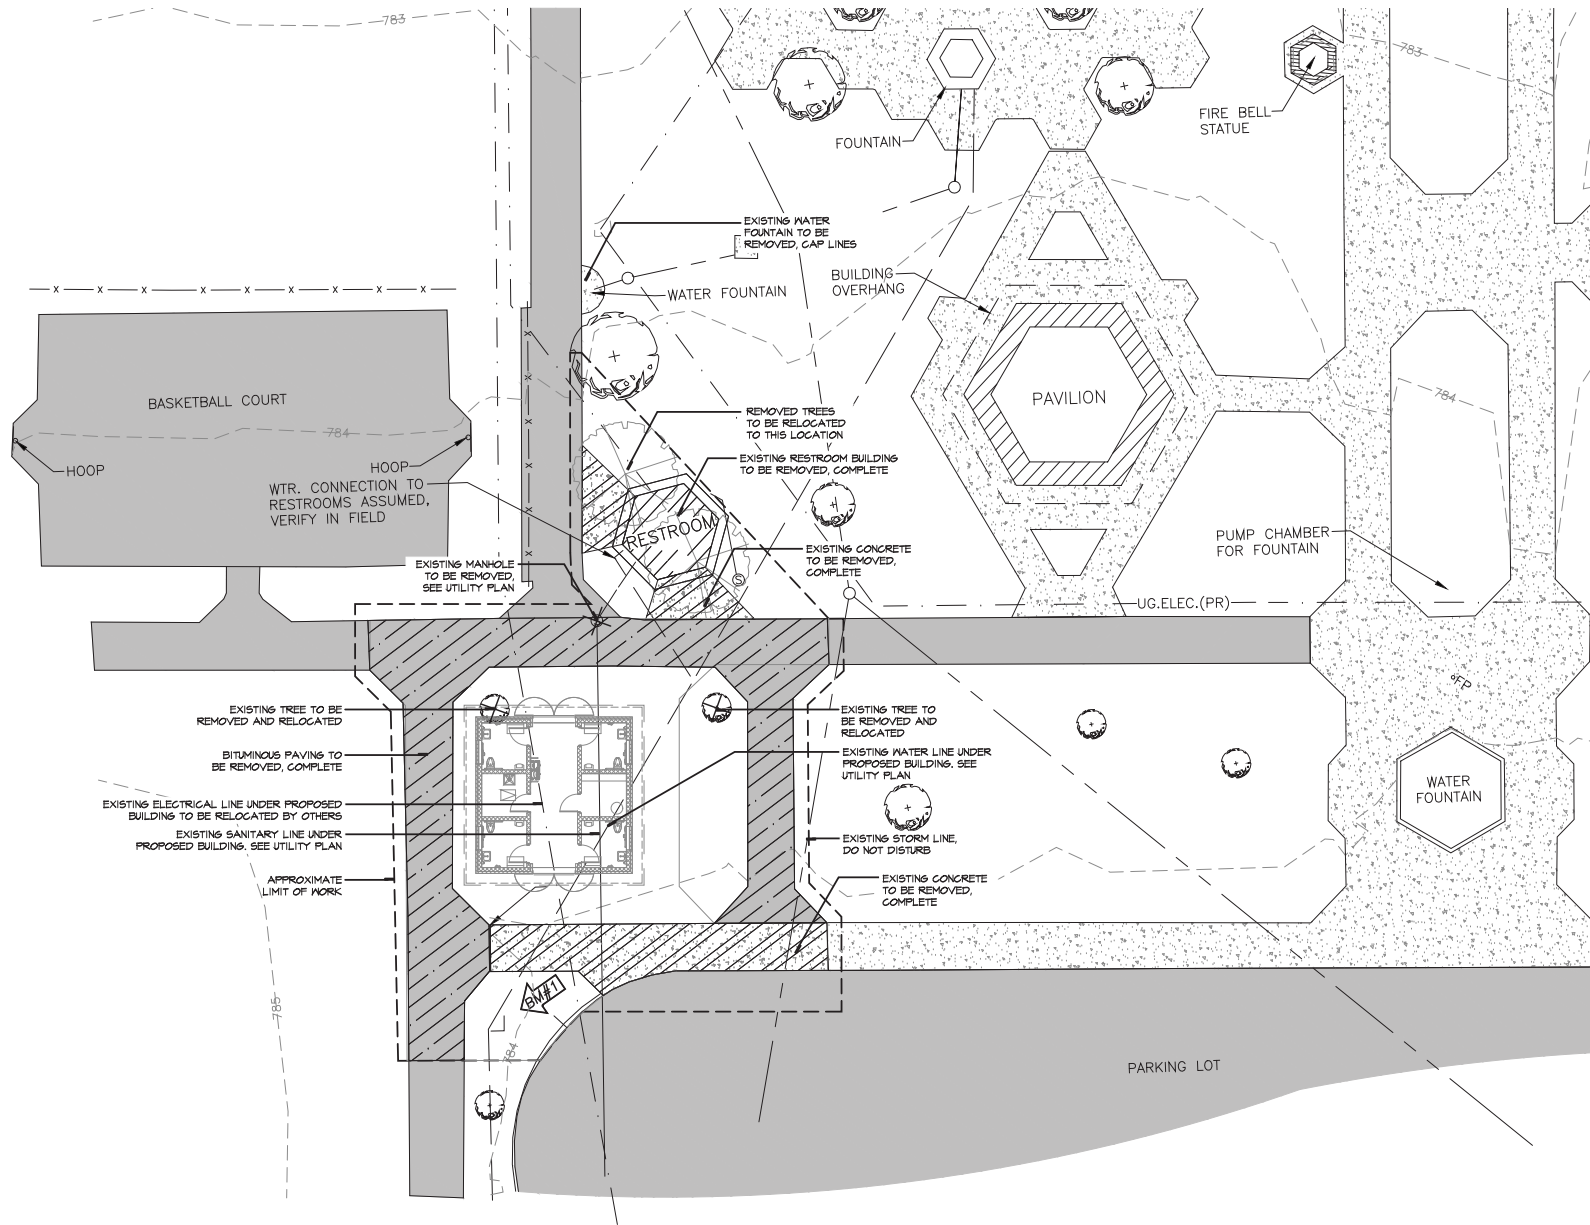 783
783
FOUNTAIN
FIRE BELL
STATUE
EXISTING WATER
FOUNTAIN TO BE
REMOVED, CAP LINES
BUILDING
OVERHANG
WATER FOUNTAIN
BASKETBALL COURT
784
HOOP
HOOP
WTR. CONNECTION TO
RESTROOMS ASSUMED,
VERIFY IN FIELD
PAVILION
784
REMOVED TREES
TO BE RELOCATED
TO THIS LOCATION
EXISTING RESTROOM BUILDING
TO BE REMOVED, COMPLETE
RESTROOM
EXISTING CONCRETE
TO BE REMOVED,
COMPLETE
S
PUMP CHAMBER
FOR FOUNTAIN
EXISTING MANHOLE
TO BE REMOVED,
SEE UTILITY PLAN
UG.ELEC.(PR)
FP
EXISTING TREE TO BE
REMOVED AND RELOCATED
BITUMINOUS PAVING TO
BE REMOVED, COMPLETE
EXISTING ELECTRICAL LINE UNDER PROPOSED
BUILDING TO BE RELOCATED BY OTHERS
EXISTING SANITARY LINE UNDER
PROPOSED BUILDING. SEE UTILITY PLAN
APPROXIMATE
LIMIT OF WORK
EXISTING TREE TO
BE REMOVED AND
RELOCATED
EXISTING WATER LINE UNDER
PROPOSED BUILDING. SEE
UTILITY PLAN
EXISTING STORM LINE,
DO NOT DISTURB
EXISTING CONCRETE
TO BE REMOVED,
COMPLETE
WATER
FOUNTAIN
BM#1
785
784
PARKING LOT